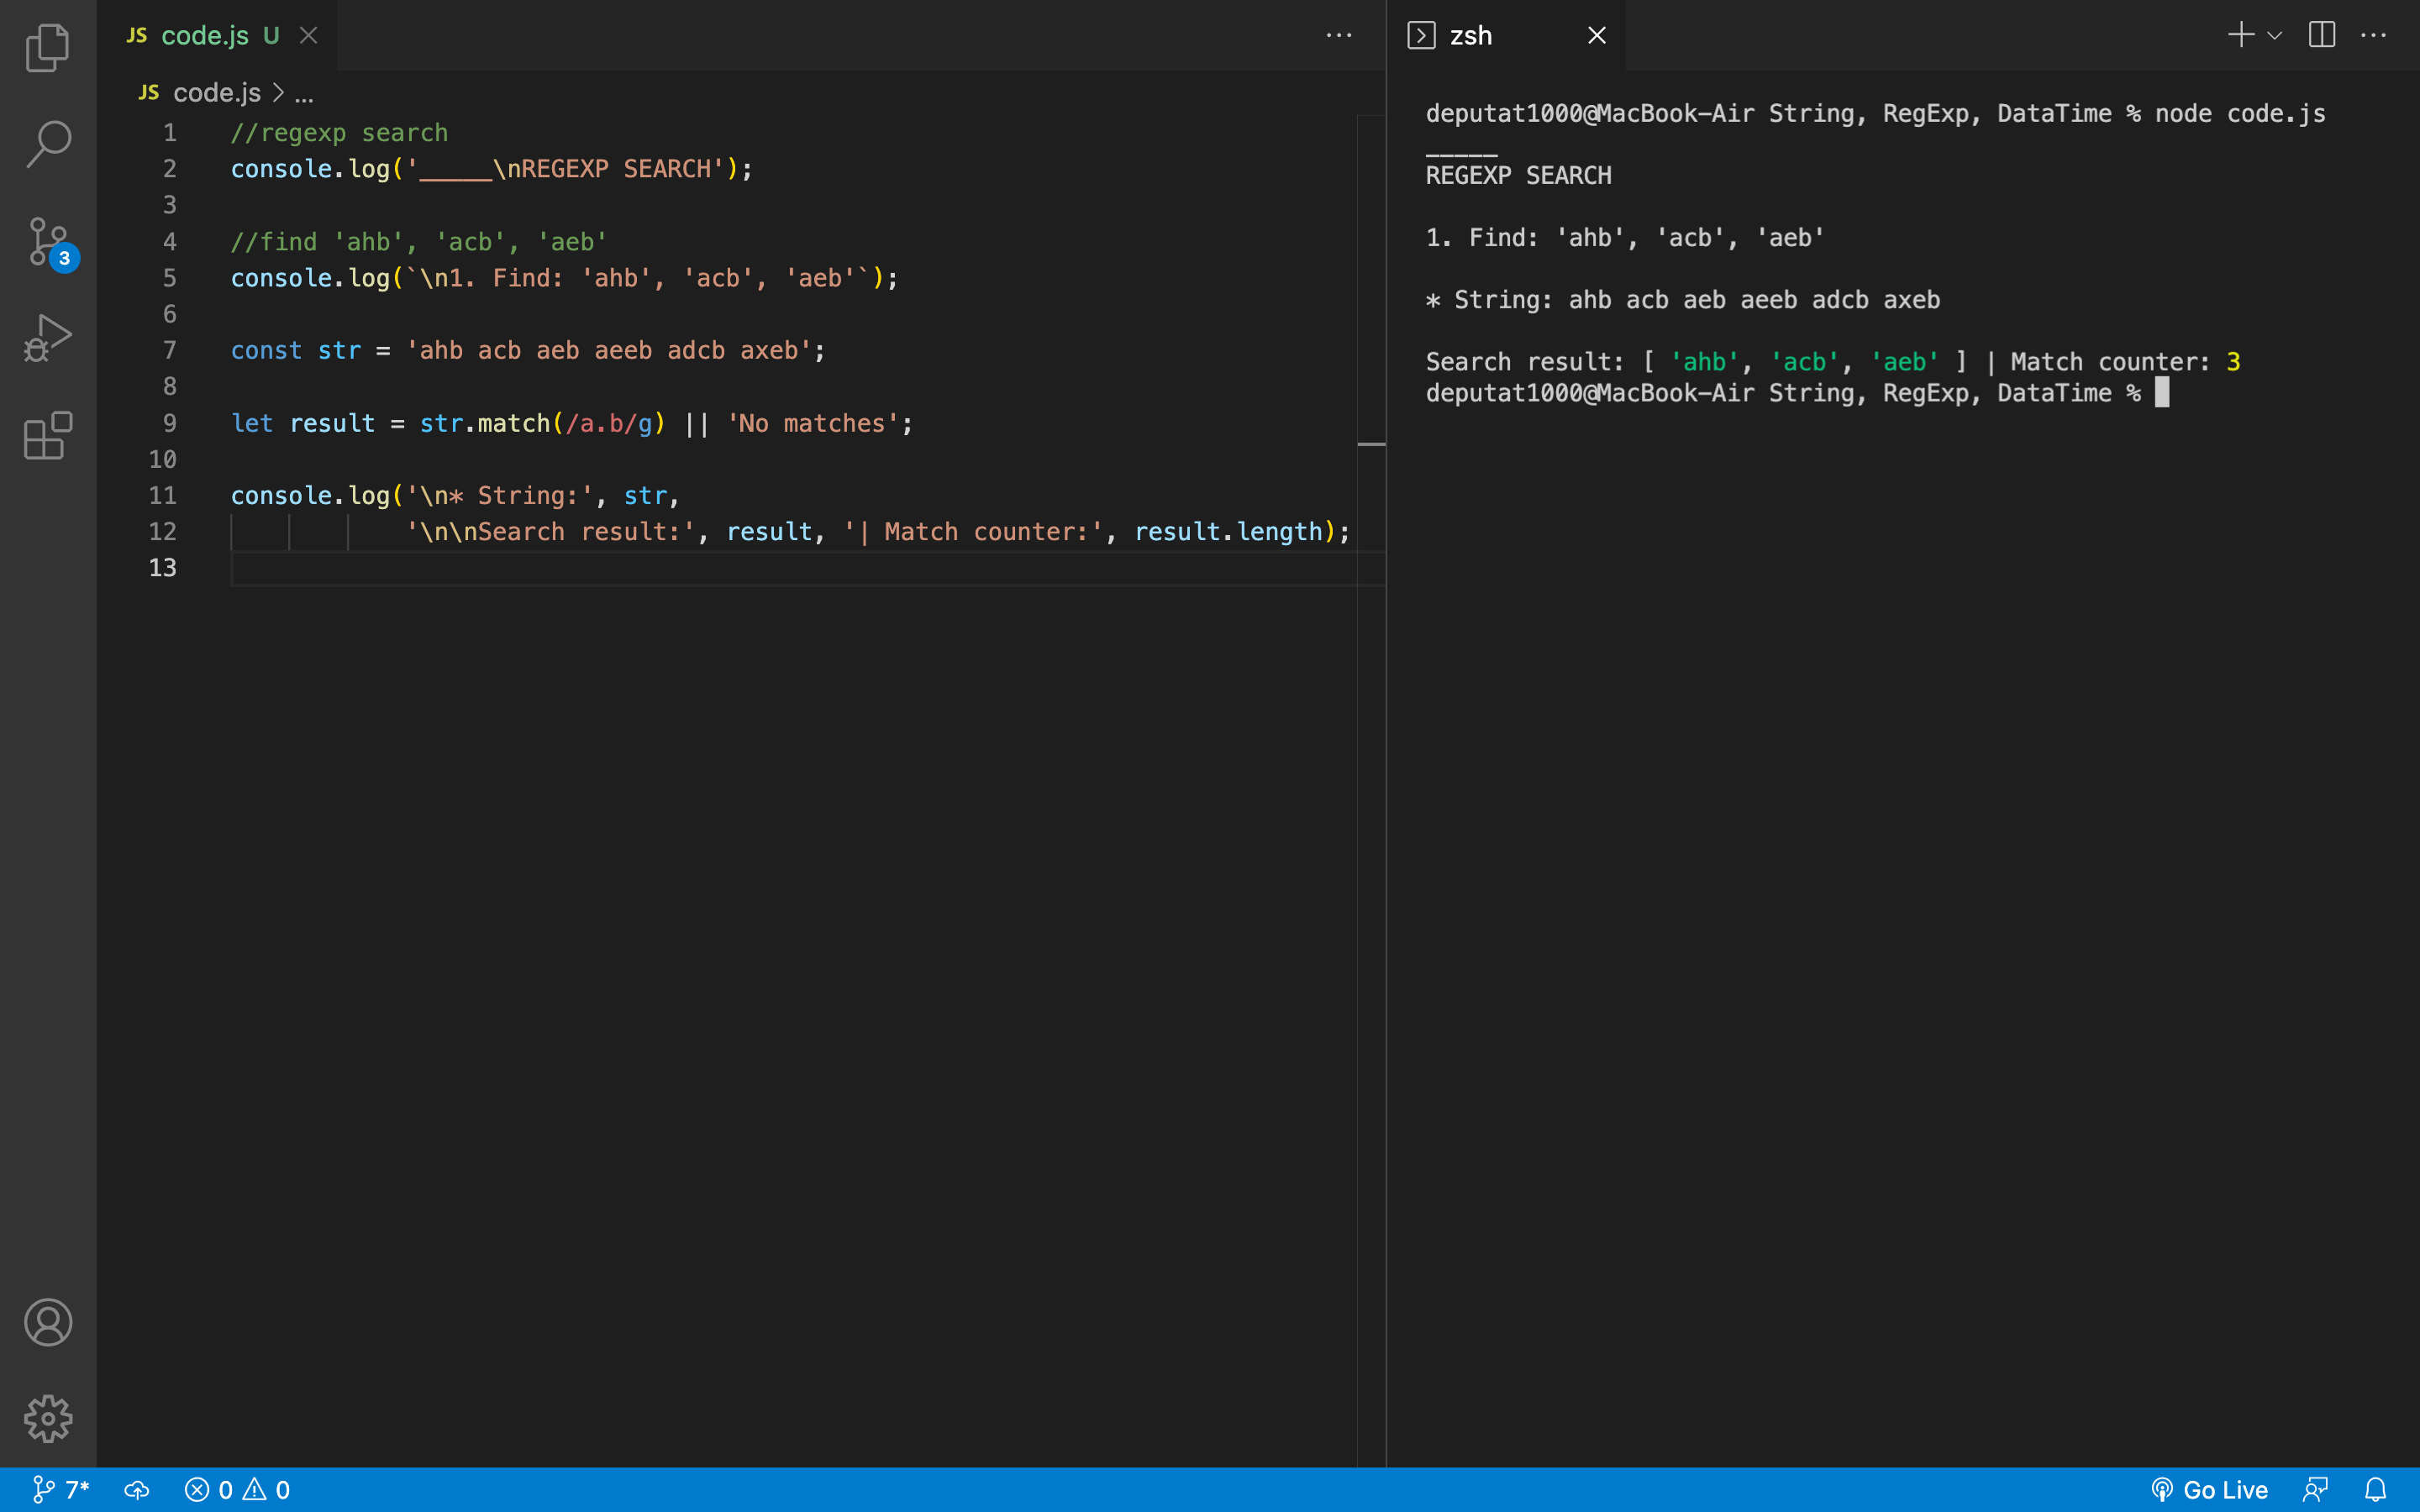 JS code.js U
JS code.js > ...
1 //regexp search
2 console.log('_____\nREGEXP SEARCH');
3
4 //find 'ahb', 'acb', 'aeb'
5 console.log(`\n1. Find: 'ahb', 'acb', 'aeb'`);
6
7 const str = 'ahb acb aeb aeeb adcb axeb';
8
9 let result = str.match(/a.b/g) || 'No matches';
10
11 console.log('\n* String:', str,
12 '\n\nSearch result:', result, '| Match counter:', result.length);
13
3
zsh
deputat1000@MacBook-Air String, RegExp, DataTime % node code.js
_____
REGEXP SEARCH
1. Find: 'ahb', 'acb', 'aeb'
* String: ahb acb aeb aeeb adcb axeb
Search result: [ 'ahb', 'acb', 'aeb' ] | Match counter: 3
deputat1000@MacBook-Air String, RegExp, DataTime %
7* 0 0 Go Live